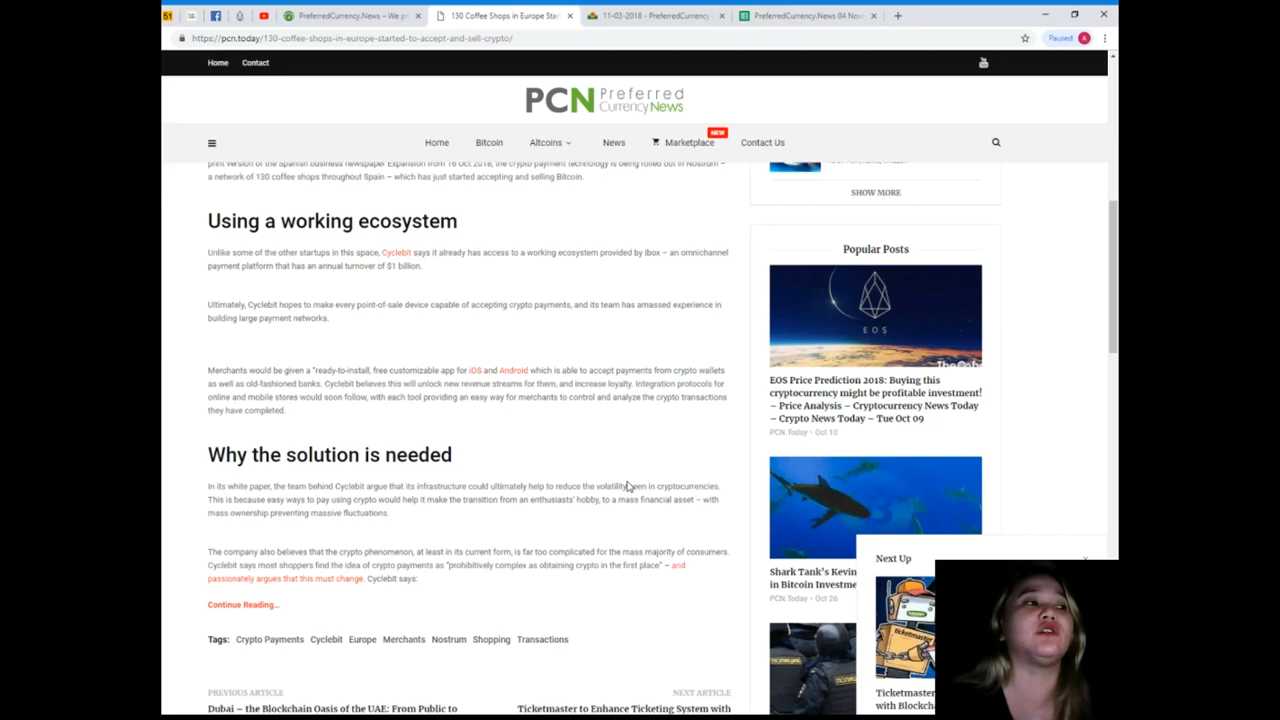 51
PreferredCurrency.News – We pr
130 Coffee Shops in Europe Star
11-03-2018 - PreferredCurrency
PreferredCurrency.News 04 Nov
https://pcn.today/130-coffee-shops-in-europe-started-to-accept-and-sell-crypto/
Paused A
Home Contact
PCN Preferred Currency News
Home Bitcoin Altcoins News Marketplace NEW Contact Us
print version of the Spanish business newspaper Expansion from 16 Oct 2018, the crypto payment technology is being rolled out in Nostrum –
a network of 130 coffee shops throughout Spain – which has just started accepting and selling Bitcoin.
Using a working ecosystem
Unlike some of the other startups in this space, Cyclebit says it already has access to a working ecosystem provided by Ibox – an omnichannel
payment platform that has an annual turnover of $1 billion.
Ultimately, Cyclebit hopes to make every point-of-sale device capable of accepting crypto payments, and its team has amassed experience in
building large payment networks.
Merchants would be given a “ready-to-install, free customizable app for iOS and Android which is able to accept payments from crypto wallets
as well as old-fashioned banks. Cyclebit believes this will unlock new revenue streams for them, and increase loyalty. Integration protocols for
online and mobile stores would soon follow, with each tool providing an easy way for merchants to control and analyze the crypto transactions
they have completed.
Why the solution is needed
In its white paper, the team behind Cyclebit argue that its infrastructure could ultimately help to reduce the volatility seen in cryptocurrencies.
This is because easy ways to pay using crypto would help it make the transition from an enthusiasts’ hobby, to a mass financial asset – with
mass ownership preventing massive fluctuations.
The company also believes that the crypto phenomenon, at least in its current form, is far too complicated for the mass majority of consumers.
Cyclebit says most shoppers find the idea of crypto payments as “prohibitively complex as obtaining crypto in the first place” – and
passionately argues that this must change. Cyclebit says:
Continue Reading...
Tags: Crypto Payments Cyclebit Europe Merchants Nostrum Shopping Transactions
PREVIOUS ARTICLE
Dubai – the Blockchain Oasis of the UAE: From Public to
NEXT ARTICLE
Ticketmaster to Enhance Ticketing System with
SHOW MORE
Popular Posts
EOS
EOS Price Prediction 2018: Buying this
cryptocurrency might be profitable investment!
– Price Analysis – Cryptocurrency News Today
– Crypto News Today – Tue Oct 09
PCN.Today - Oct 10
Shark Tank’s Kevin
in Bitcoin Investme
PCN.Today - Oct 26
ПОЛИЦИЯ
Next Up
ticketmaster
Ticketmaster
with Blockchain